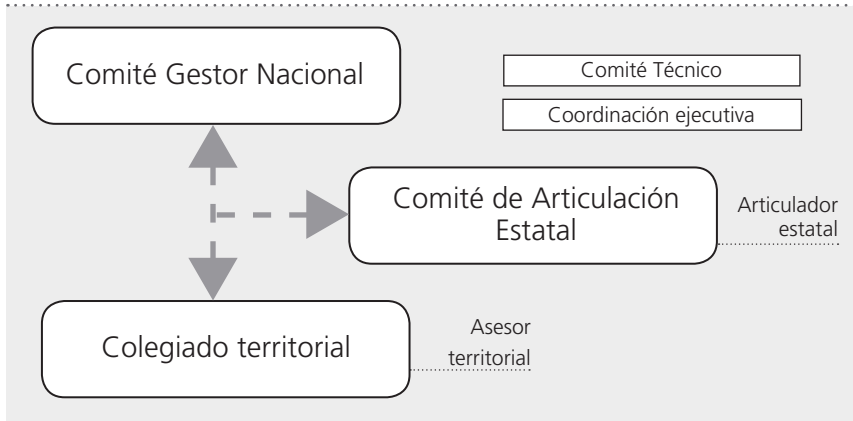 Comité Gestor Nacional
Comité Técnico
Coordinación ejecutiva
Comité de Articulación
Estatal
Articulador
estatal
Colegiado territorial
Asesor
territorial